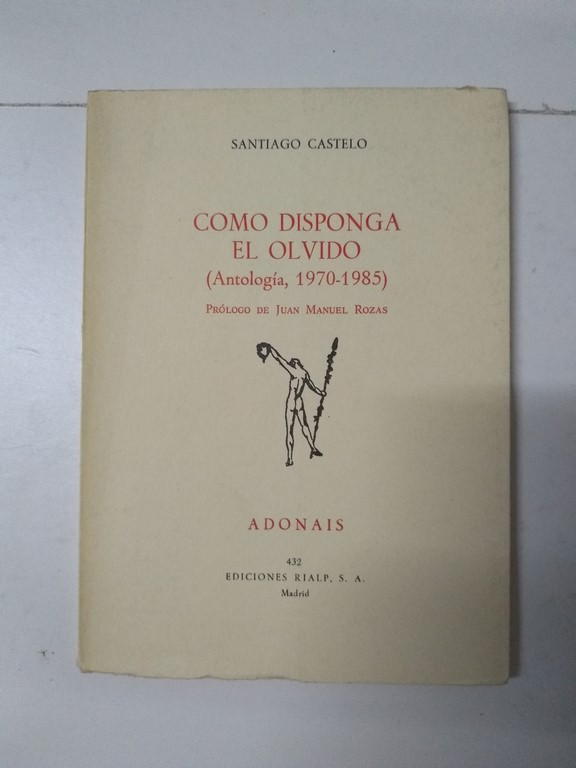 SANTIAGO CASTELO
COMO DISPONGA
EL OLVIDO
(Antología, 1970-1985)
PRÓLOGO DE JUAN MANUEL ROZAS
ADONAIS
432
EDICIONES RIALP, S. A.
Madrid